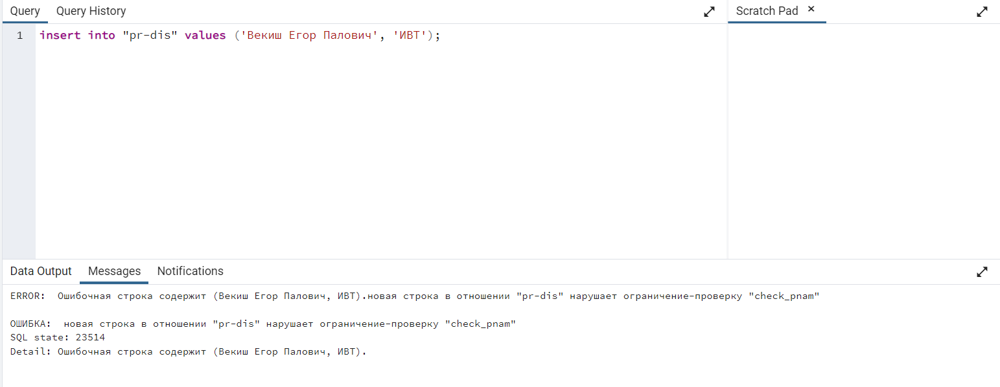 Query Query History Scratch Pad ×
1 insert into "pr-dis" values ('Векиш Егор Палович', 'ИВТ');
Data Output Messages Notifications
ERROR:  Ошибочная строка содержит (Векиш Егор Палович, ИВТ).новая строка в отношении "pr-dis" нарушает ограничение-проверку "check_pnam"
ОШИБКА:  новая строка в отношении "pr-dis" нарушает ограничение-проверку "check_pnam"
SQL state: 23514
Detail: Ошибочная строка содержит (Векиш Егор Палович, ИВТ).